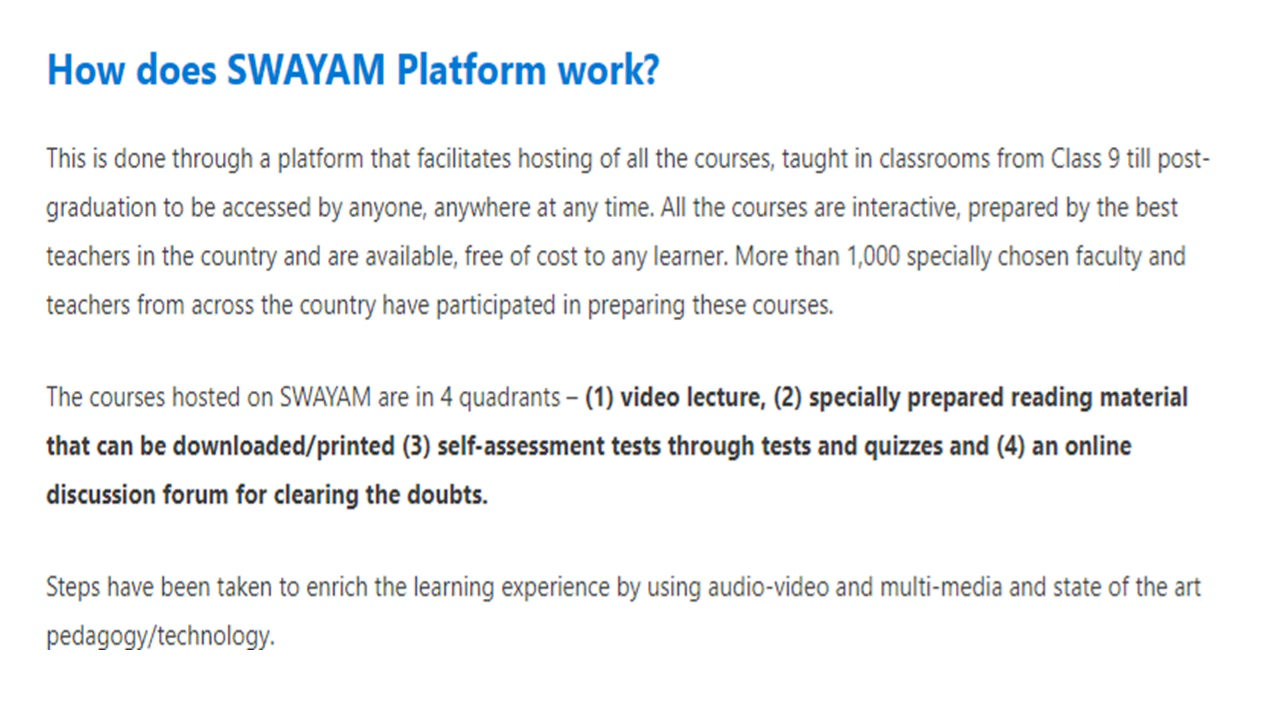 How does SWAYAM Platform work?
This is done through a platform that facilitates hosting of all the courses, taught in classrooms from Class 9 till post-
graduation to be accessed by anyone, anywhere at any time. All the courses are interactive, prepared by the best
teachers in the country and are available, free of cost to any learner. More than 1,000 specially chosen faculty and
teachers from across the country have participated in preparing these courses.
The courses hosted on SWAYAM are in 4 quadrants – (1) video lecture, (2) specially prepared reading material
that can be downloaded/printed (3) self-assessment tests through tests and quizzes and (4) an online
discussion forum for clearing the doubts.
Steps have been taken to enrich the learning experience by using audio-video and multi-media and state of the art
pedagogy/technology.